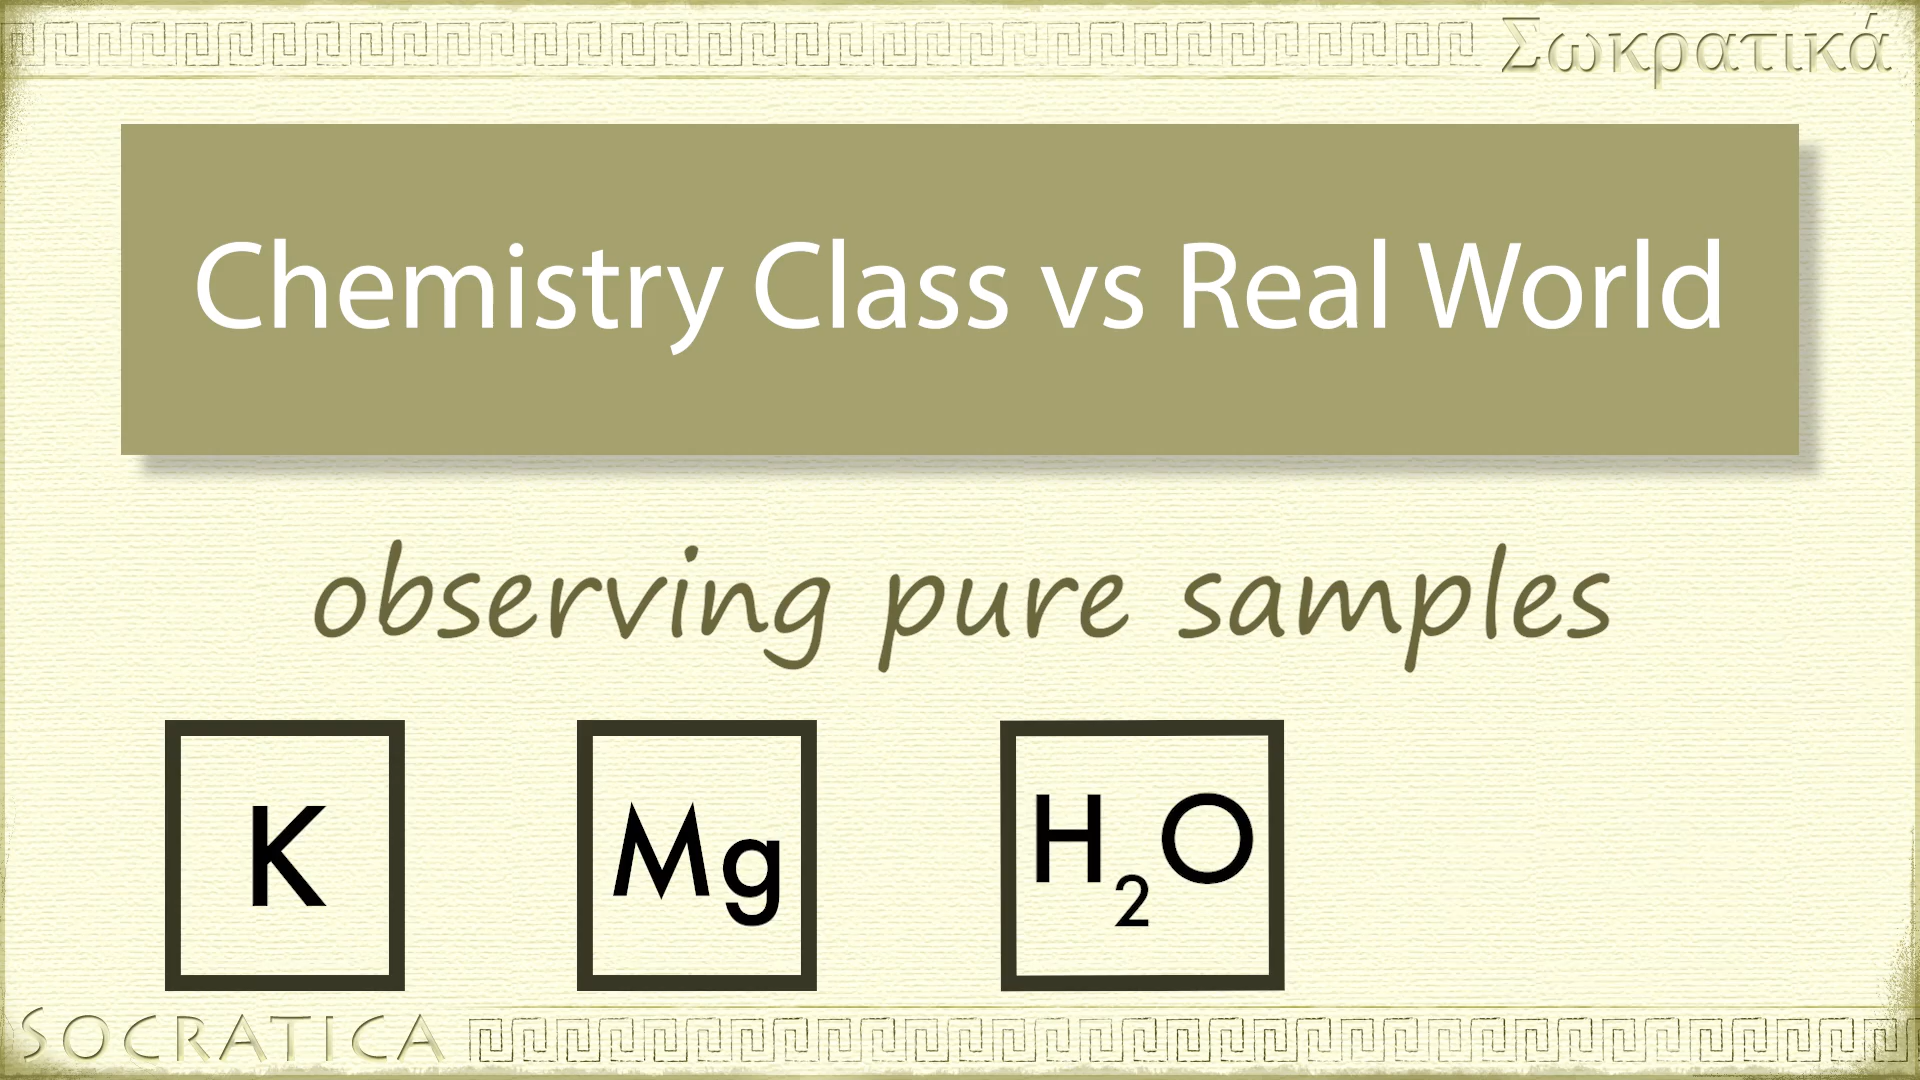 Σωκρατικά
Chemistry Class vs Real World
observing pure samples
K Mg H₂O
SOCRATICA